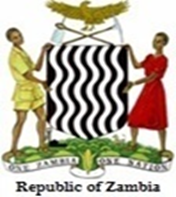 ONE ZAMBIA ONE NATION
Republic of Zambia